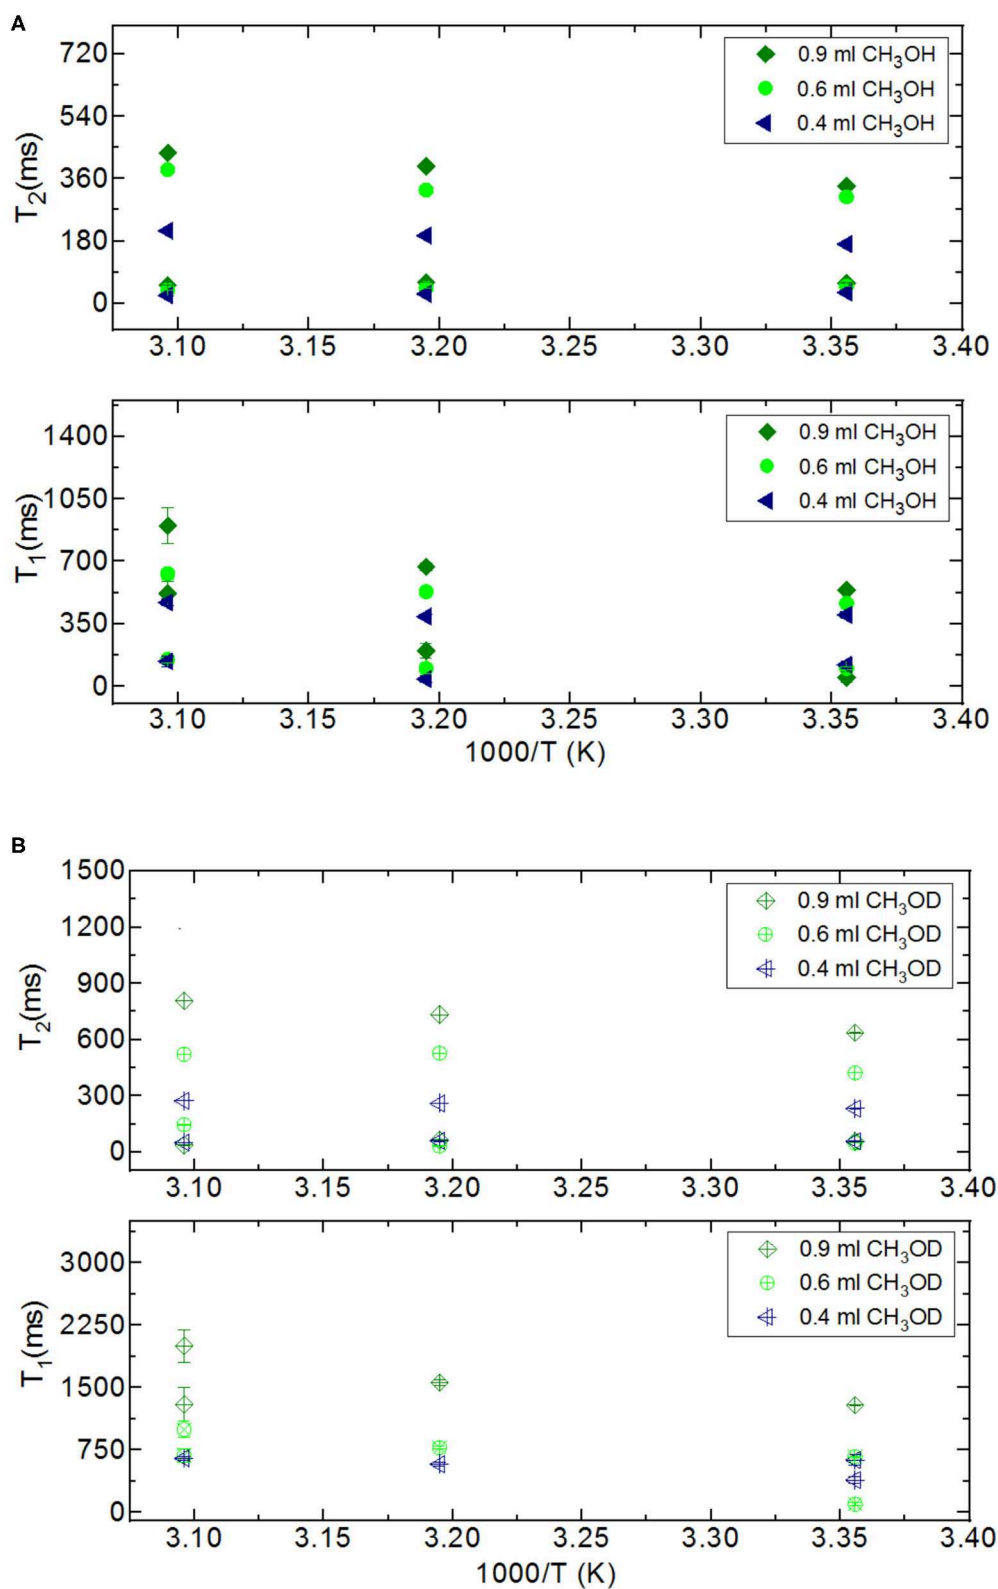 A
T2(ms)
720
540
360
180
0
0.9 ml CH3OH
0.6 ml CH3OH
0.4 ml CH3OH
3.10 3.15 3.20 3.25 3.30 3.35 3.40
T1(ms)
1400
1050
700
350
0
0.9 ml CH3OH
0.6 ml CH3OH
0.4 ml CH3OH
3.10 3.15 3.20 3.25 3.30 3.35 3.40
1000/T (K)
B
T2(ms)
1500
1200
900
600
300
0
0.9 ml CH3OD
0.6 ml CH3OD
0.4 ml CH3OD
3.10 3.15 3.20 3.25 3.30 3.35 3.40
T1(ms)
3000
2250
1500
750
0
0.9 ml CH3OD
0.6 ml CH3OD
0.4 ml CH3OD
3.10 3.15 3.20 3.25 3.30 3.35 3.40
1000/T (K)